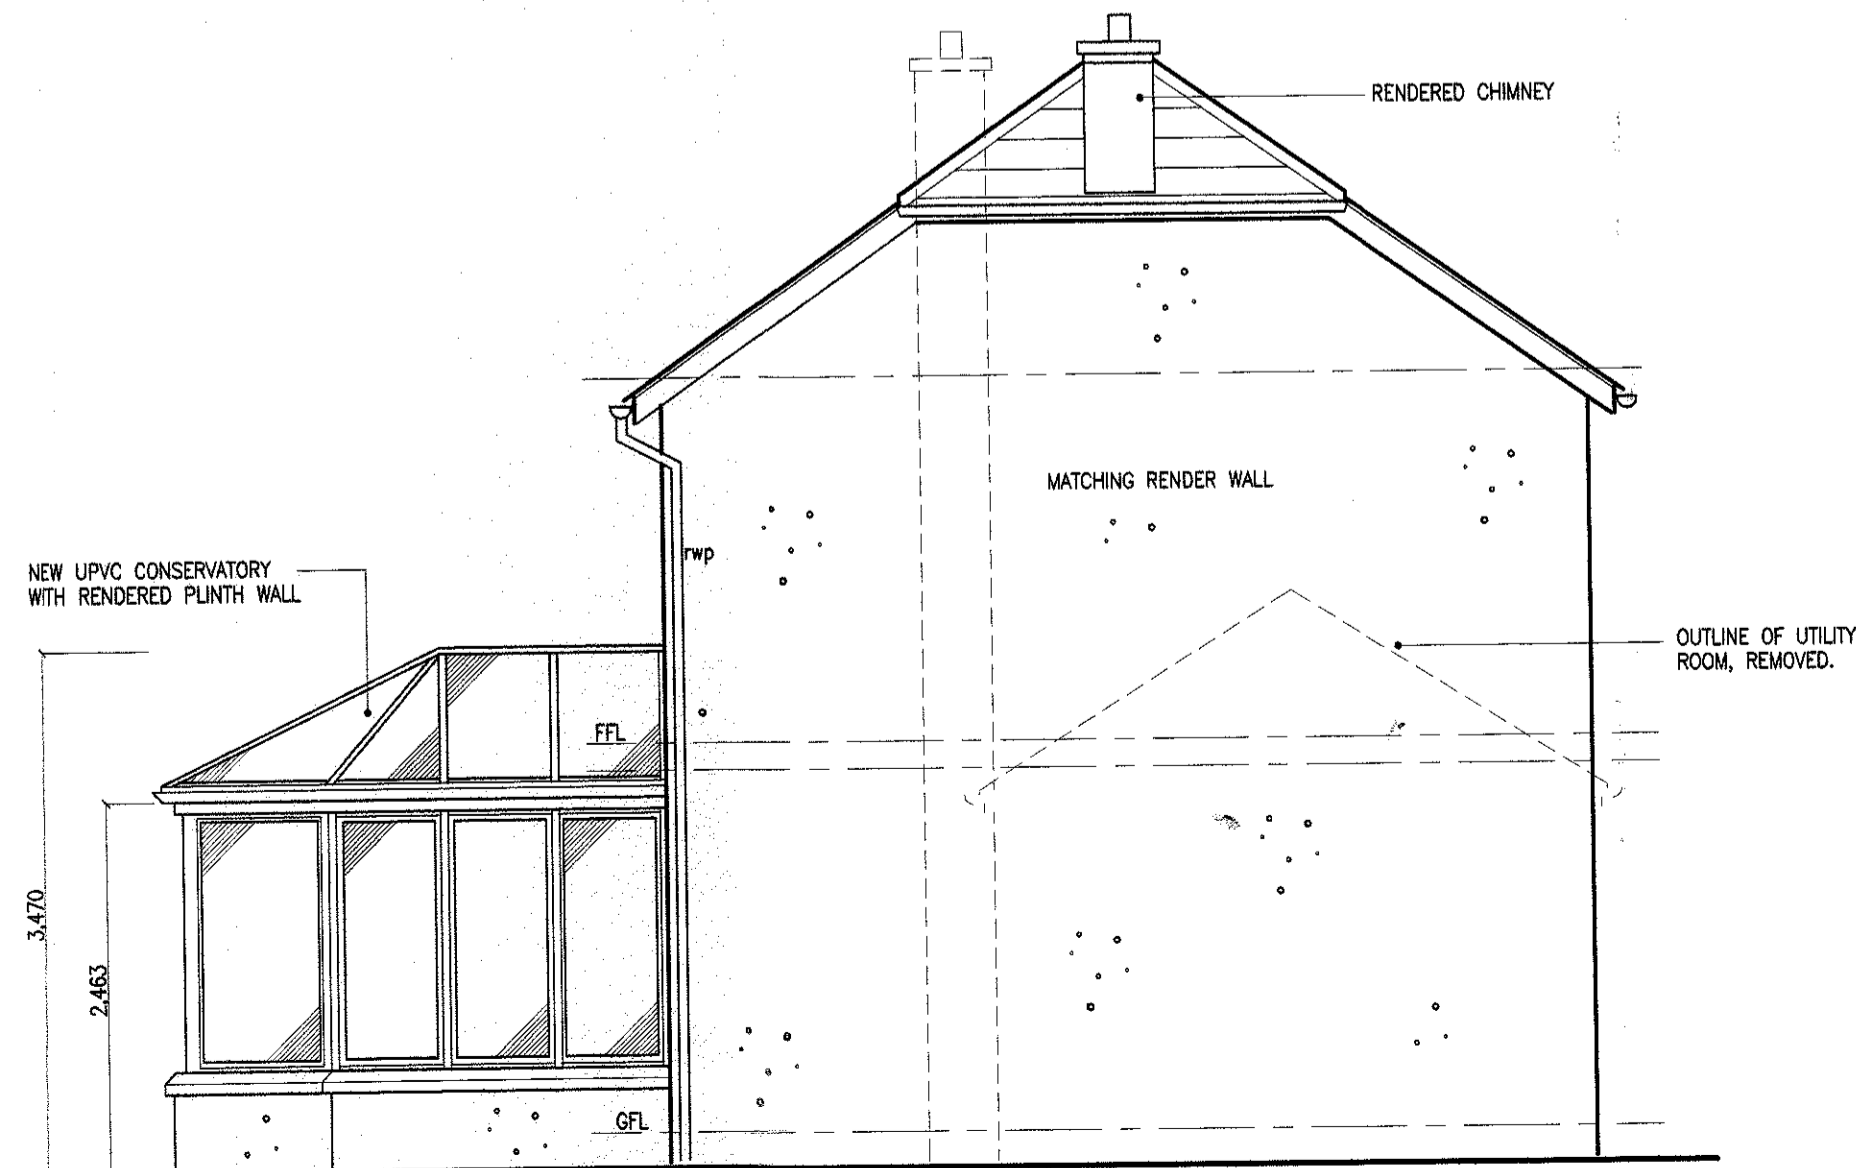 RENDERED CHIMNEY
MATCHING RENDER WALL
rwp
NEW UPVC CONSERVATORY
WITH RENDERED PLINTH WALL
OUTLINE OF UTILITY
ROOM, REMOVED.
FFL
3,470
2,463
GFL